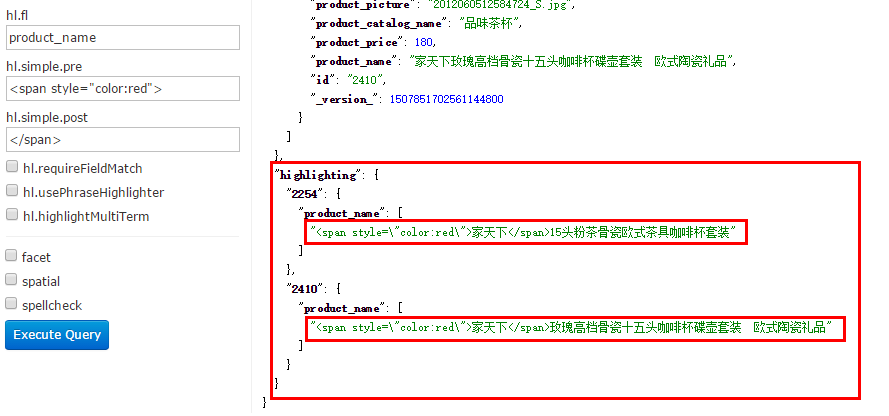 hl.fl
product_name
hl.simple.pre
<span style="color:red">
hl.simple.post
</span>
hl.requireFieldMatch
hl.usePhraseHighlighter
hl.highlightMultiTerm
facet
spatial
spellcheck
Execute Query
"product_picture": "2012060512584724_S.jpg",
"product_catalog_name": "品味茶杯",
"product_price": 180,
"product_name": "家天下玫瑰高档骨瓷十五头咖啡杯碟壶套装　欧式陶瓷礼品",
"id": "2410",
"_version_": 1507851702561144800
}
]
},
"highlighting": {
"2254": {
"product_name": [
"<span style=\"color:red\">家天下</span>15头粉茶骨瓷欧式茶具咖啡杯套装"
]
},
"2410": {
"product_name": [
"<span style=\"color:red\">家天下</span>玫瑰高档骨瓷十五头咖啡杯碟壶套装　欧式陶瓷礼品"
]
}
}
}